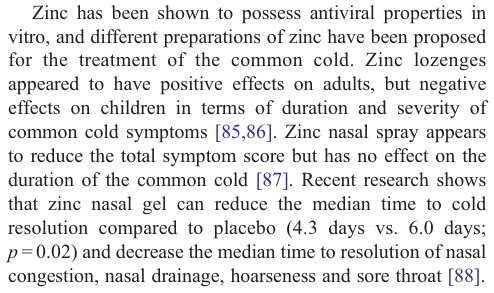 Zinc has been shown to possess antiviral properties in
vitro, and different preparations of zinc have been proposed
for the treatment of the common cold. Zinc lozenges
appeared to have positive effects on adults, but negative
effects on children in terms of duration and severity of
common cold symptoms [85,86]. Zinc nasal spray appears
to reduce the total symptom score but has no effect on the
duration of the common cold [87]. Recent research shows
that zinc nasal gel can reduce the median time to cold
resolution compared to placebo (4.3 days vs. 6.0 days;
p = 0.02) and decrease the median time to resolution of nasal
congestion, nasal drainage, hoarseness and sore throat [88].